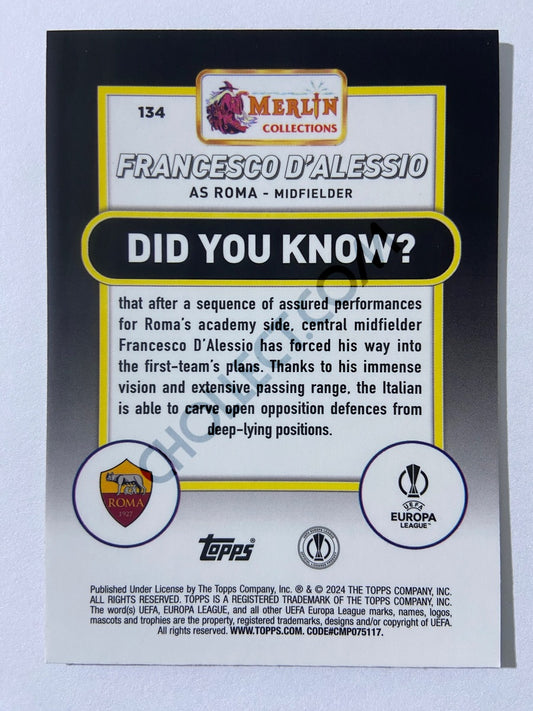 134
MERLIN
COLLECTIONS
FRANCESCO D'ALESSIO
AS ROMA - MIDFIELDER
DID YOU KNOW?
that after a sequence of assured performances
for Roma's academy side, central midfielder
Francesco D'Alessio has forced his way into
the first-team's plans. Thanks to his immense
vision and extensive passing range, the Italian
is able to carve open opposition defences from
deep-lying positions.
CHOLLECT.COM
ROMA
1927
UEFA
EUROPA
LEAGUE™
topps®
Published Under License by The Topps Company, Inc. ® & © 2024 THE TOPPS COMPANY, INC.
ALL RIGHTS RESERVED. TOPPS IS A REGISTERED TRADEMARK OF THE TOPPS COMPANY, INC.
The word(s) UEFA, EUROPA LEAGUE, and all other UEFA Europa League marks, names, logos,
mascots and trophies are the property, registered trademarks, designs and/or copyright of UEFA.
All rights reserved. WWW.TOPPS.COM. CODE#CMP075117.